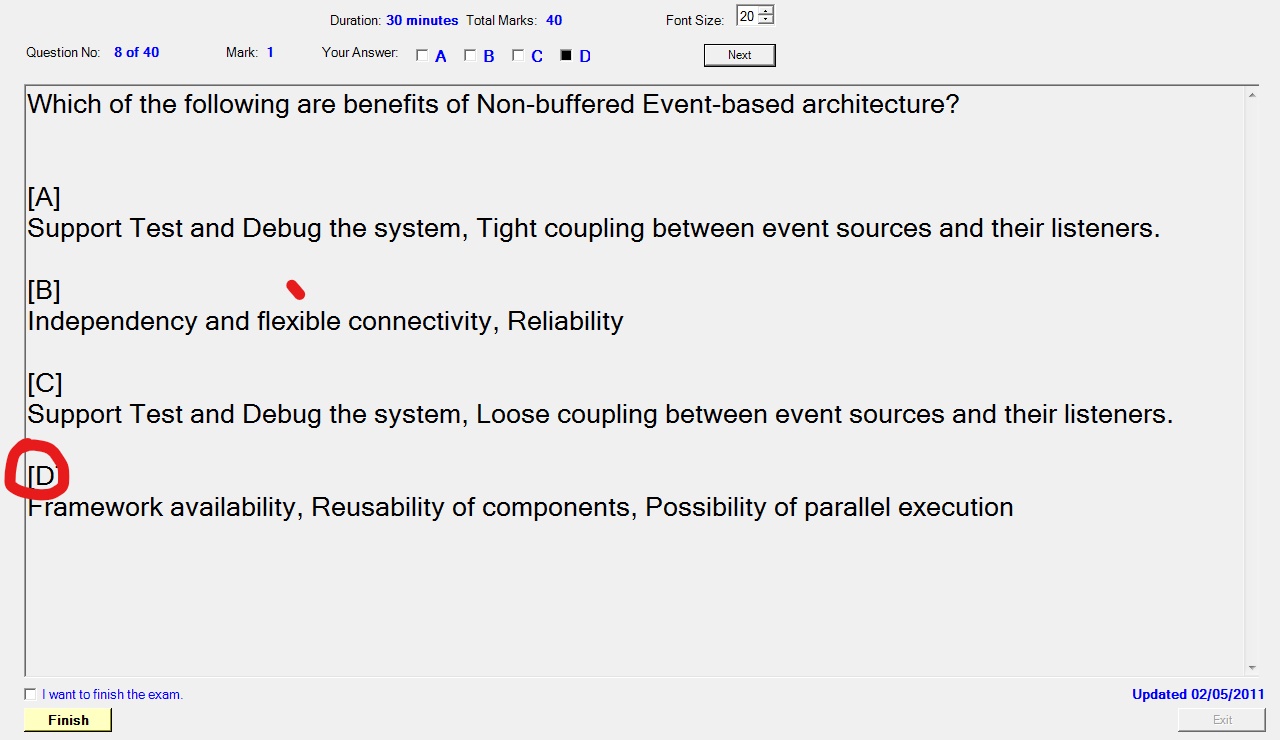 Duration: 30 minutes Total Marks: 40 Font Size: 20
Question No: 8 of 40 Mark: 1 Your Answer: A B C D Next
Which of the following are benefits of Non-buffered Event-based architecture?
[A]
Support Test and Debug the system, Tight coupling between event sources and their listeners.
[B]
Independency and flexible connectivity, Reliability
[C]
Support Test and Debug the system, Loose coupling between event sources and their listeners.
[D]
Framework availability, Reusability of components, Possibility of parallel execution
I want to finish the exam. Updated 02/05/2011
Finish Exit